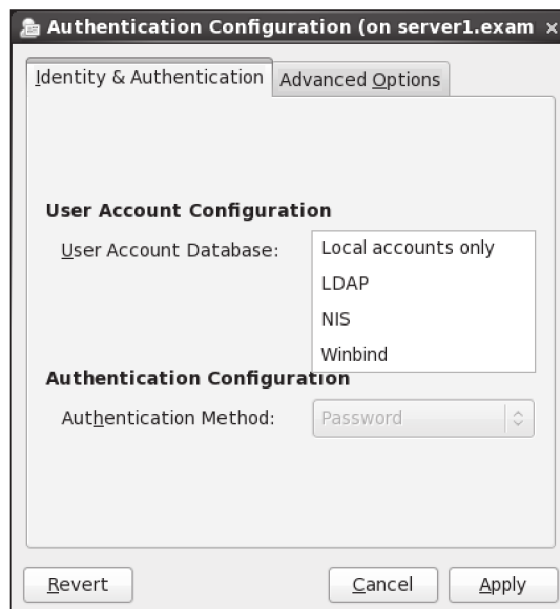 Authentication Configuration (on server1.exam
Identity & Authentication
Advanced Options
User Account Configuration
User Account Database:
Local accounts only
LDAP
NIS
Winbind
Authentication Configuration
Authentication Method:
Password
Revert
Cancel
Apply